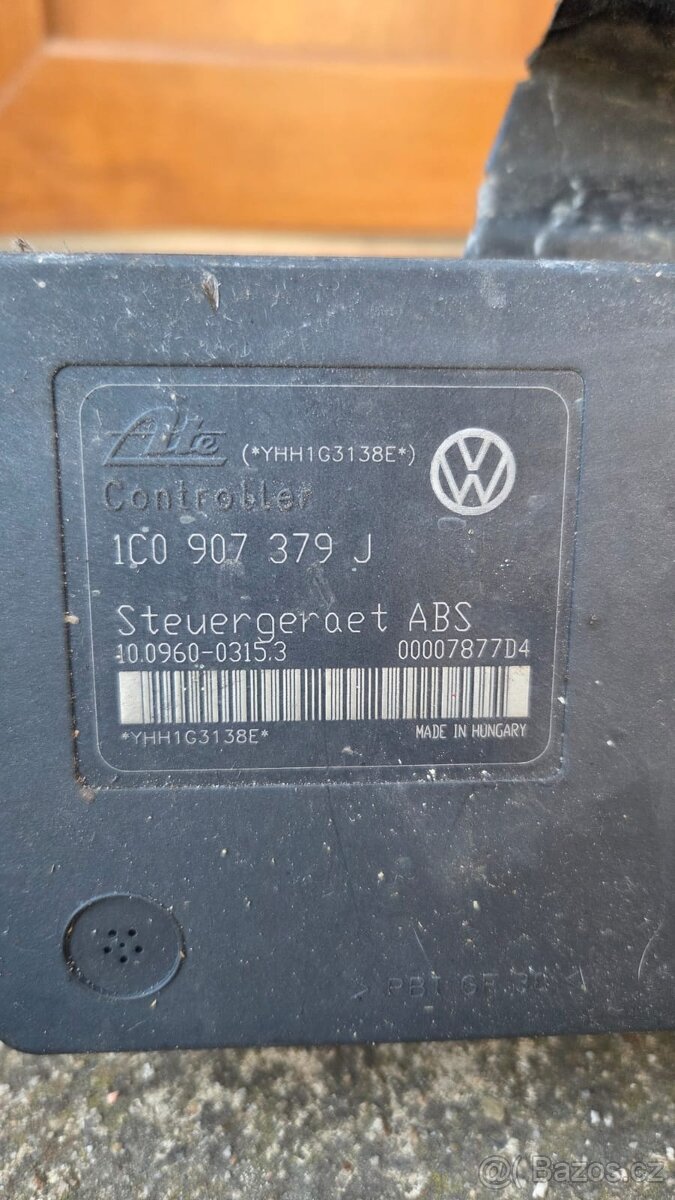 Ate (*YHH1G3138E*)
Controller
1C0 907 379 J
Steuergeraet ABS
10.0960-0315.3 00007877D4
*YHH1G3138E* MADE IN HUNGARY
@ Bazos.cz